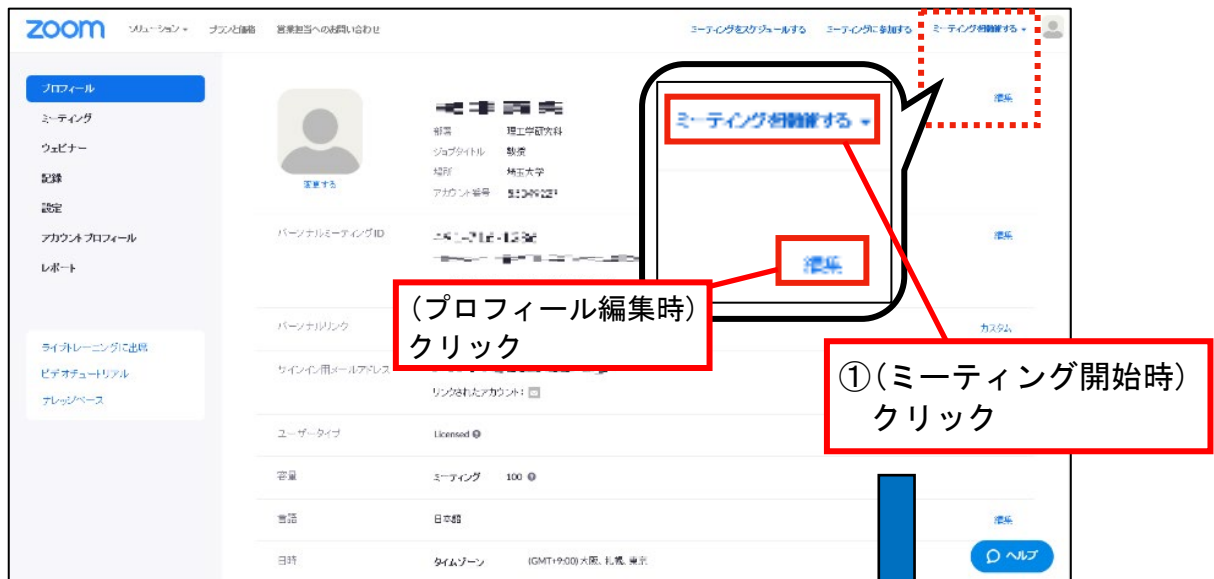 zoom ソリューション プランと価格 営業担当へのお問い合わせ ミーティングをスケジュールする ミーティングに参加する ミーティングを開催する
プロフィール
ミーティング
ウェビナー
記録
設定
アカウントプロフィール
レポート
ライブトレーニングに出席
ビデオチュートリアル
ナレッジベース
変更する
部署 理工学研究科
ジョブタイトル 教授
場所 埼玉大学
アカウント番号
編集
パーソナルミーティングID
編集
パーソナルリンク
カスタム
サインイン用メールアドレス
リンクされたアカウント:
ユーザータイプ Licensed
容量 ミーティング 100
言語 日本語 編集
日時 タイムゾーン (GMT+9:00) 大阪、札幌、東京
ヘルプ
ミーティングを開催する
編集
(プロフィール編集時)
クリック
①(ミーティング開始時)
クリック